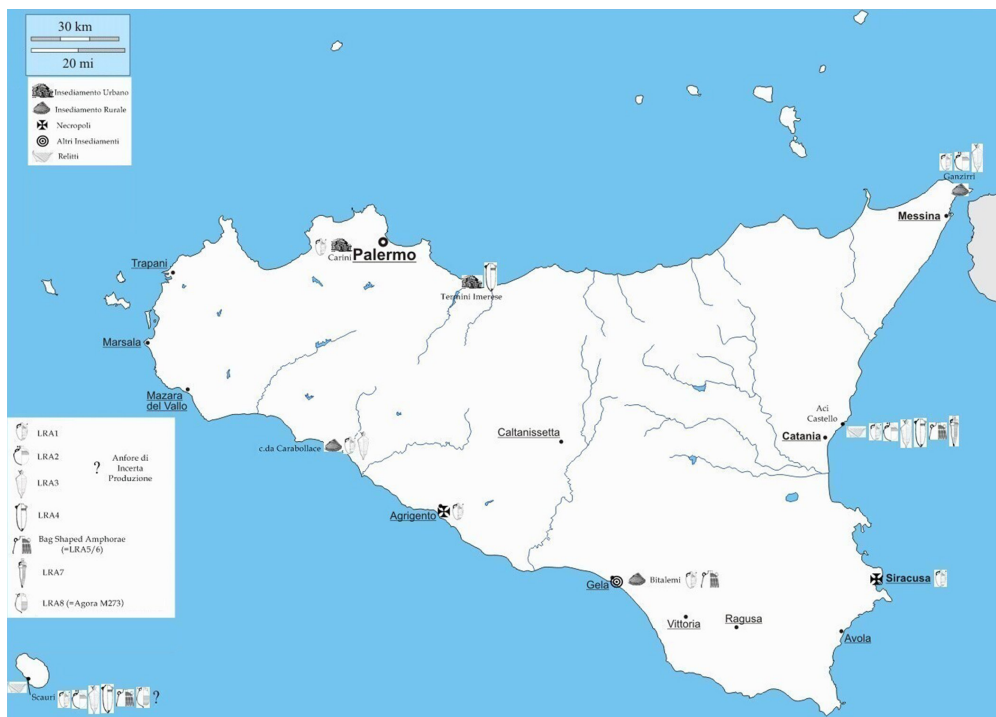 30 km
20 mi
Insediamento Urbano
Insediamento Rurale
Necropoli
Altri Insediamenti
Relitti
Ganzirri
Messina
Carini
Palermo
Trapani
Termini Imerese
Marsala
Mazara
del Vallo
Aci
Castello
Catania
Caltanissetta
c.da Carabollace
LRA1
LRA2
LRA3
? Anfore di
Incerta
Produzione
LRA4
Bag Shaped Amphorae
(=LRA5/6)
LRA7
LRA8 (=Agora M273)
Agrigento
Gela
Bitalemi
Siracusa
Vittoria
Ragusa
Avola
Scauri
?